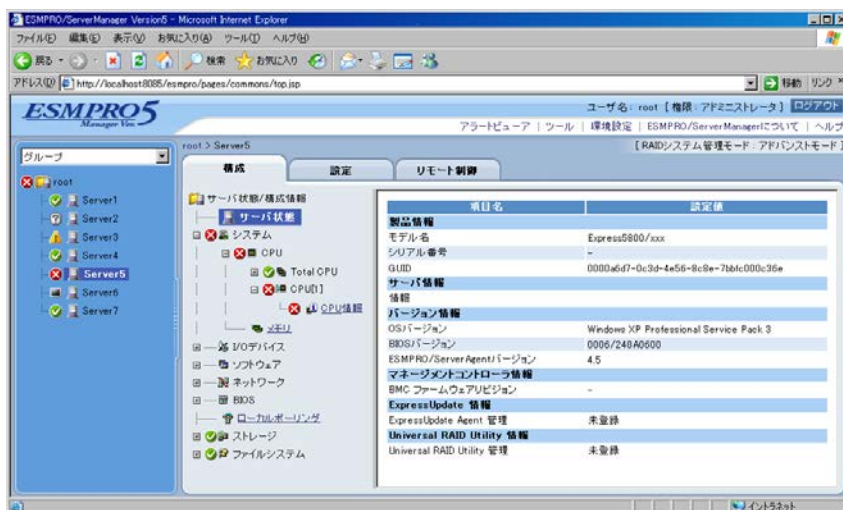 ESMPRO/ServerManager Version5 - Microsoft Internet Explorer
ファイル(F) 編集(E) 表示(V) お気に入り(A) ツール(T) ヘルプ(H)
戻る 検索 お気に入り
アドレス(D) http://localhost:8085/esmpro/pages/commons/top.jsp 移動 リンク »
ESMPRO5
Manager Ver.
ユーザ名 : root [ 権限 : アドミニストレータ ] ログアウト
アラートビューア | ツール | 環境設定 | ESMPRO/ServerManagerについて | ヘルプ
グループ
root
Server1
Server2
Server3
Server4
Server5
Server6
Server7
root > Server5
[ RAIDシステム管理モード : アドバンストモード ]
構成 設定 リモート制御
サーバ状態/構成情報
サーバ状態
システム
CPU
Total CPU
CPU[1]
CPU情報
メモリ
I/Oデバイス
ソフトウェア
ネットワーク
BIOS
ローカルポーリング
ストレージ
ファイルシステム
項目名 設定値
製品情報
モデル名 Express5800/xxx
シリアル番号 -
GUID 0000a6d7-0c3d-4e56-8c8e-7bbfc000c36e
サーバ情報
情報
バージョン情報
OSバージョン Windows XP Professional Service Pack 3
BIOSバージョン 0006/240A0600
ESMPRO/ServerAgentバージョン 4.5
マネージメントコントローラ情報
BMC ファームウェアリビジョン -
ExpressUpdate 情報
ExpressUpdate Agent 管理 未登録
Universal RAID Utility 情報
Universal RAID Utility 管理 未登録
イントラネット